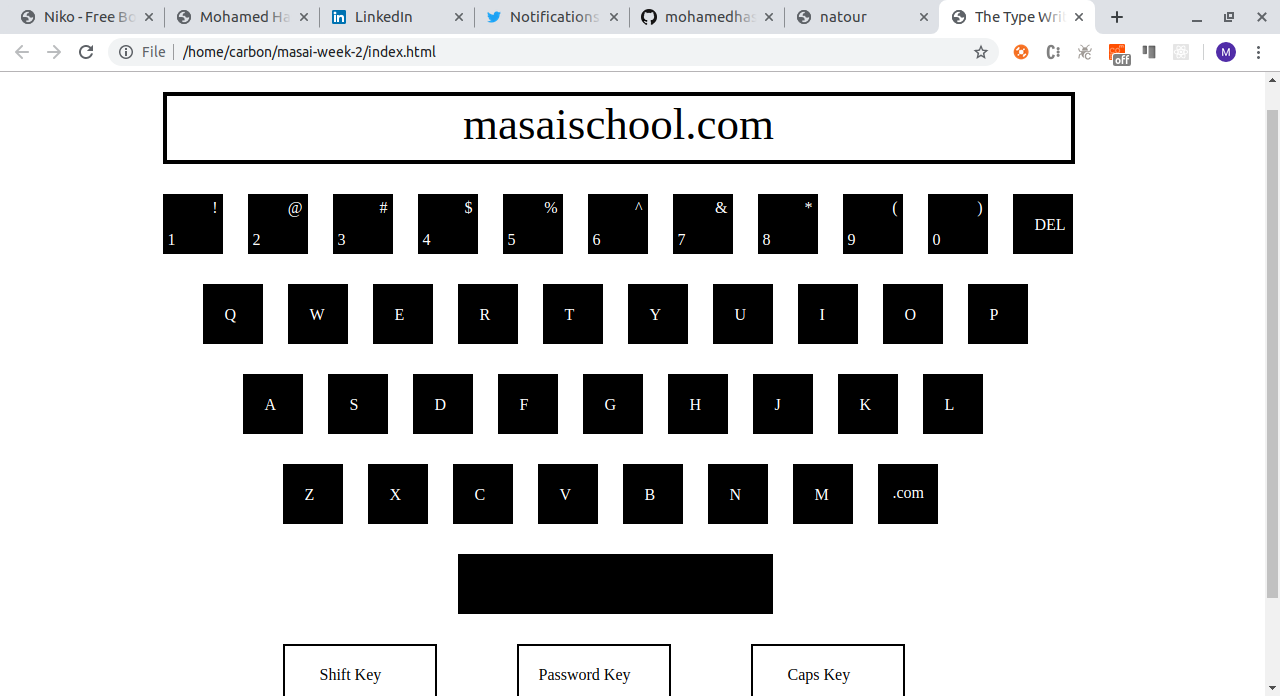 Niko - Free Bo Mohamed Ha LinkedIn Notifications mohamedhas natour The Type Writ
File /home/carbon/masai-week-2/index.html off M
masaischool.com
! @ # $ % ^ & * ( )
1 2 3 4 5 6 7 8 9 0 DEL
Q W E R T Y U I O P
A S D F G H J K L
Z X C V B N M .com
Shift Key Password Key Caps Key